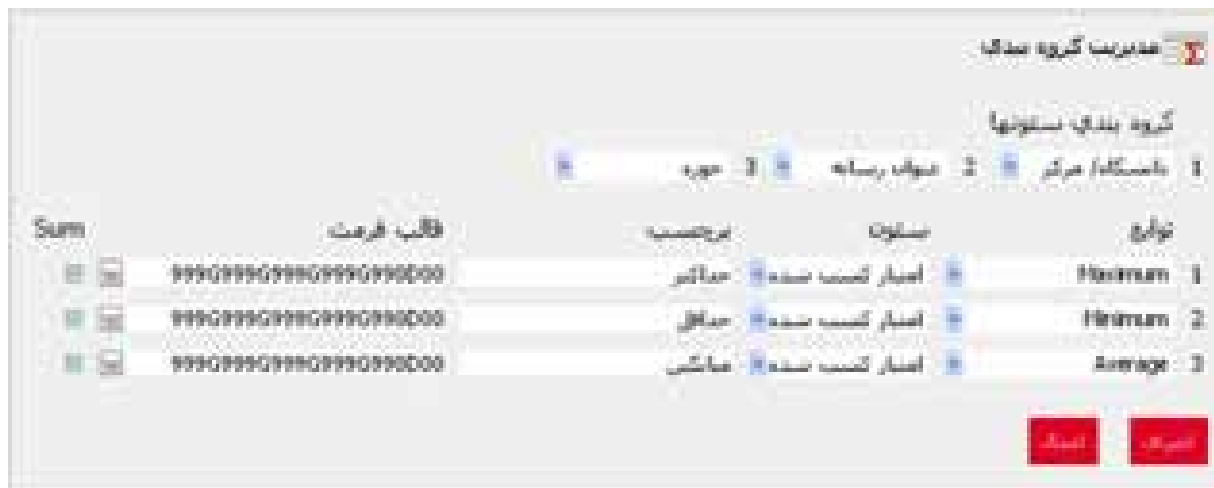 مدیریت گروه بندی
گروه بندی ستونها
1 دانشگاه/ مرکز 2 عنوان رسانه 3 حوزه
توابع ستون برچسب قالب فرمت Sum
1 Maximum امتیاز کسب شده حداکثر 999G999G999G999G990D00
2 Minimum امتیاز کسب شده حداقل 999G999G999G999G990D00
3 Average امتیاز کسب شده میانگین 999G999G999G999G990D00